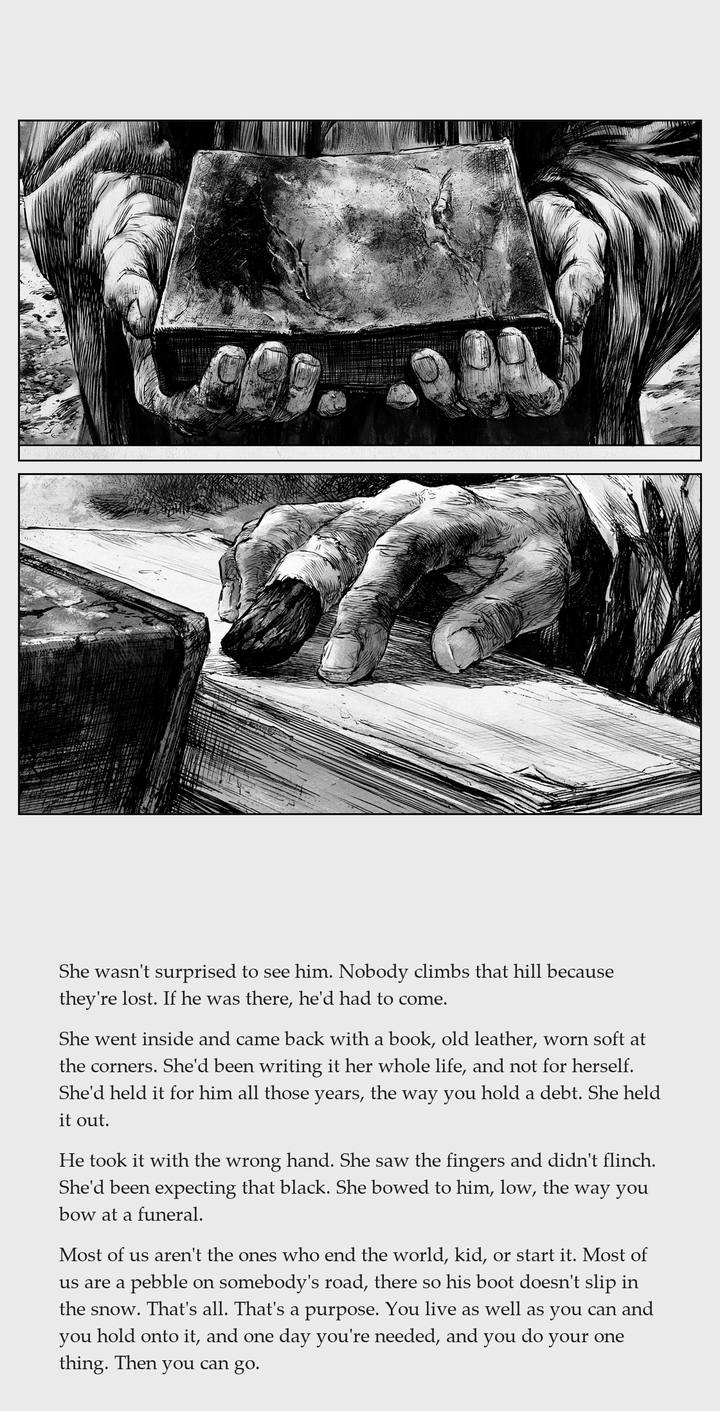 She wasn't surprised to see him. Nobody climbs that hill because
they're lost. If he was there, he'd had to come.
She went inside and came back with a book, old leather, worn soft at
the corners. She'd been writing it her whole life, and not for herself.
She'd held it for him all those years, the way you hold a debt. She held
it out.
He took it with the wrong hand. She saw the fingers and didn't flinch.
She'd been expecting that black. She bowed to him, low, the way you
bow at a funeral.
Most of us aren't the ones who end the world, kid, or start it. Most of
us are a pebble on somebody's road, there so his boot doesn't slip in
the snow. That's all. That's a purpose. You live as well as you can and
you hold onto it, and one day you're needed, and you do your one
thing. Then you can go.